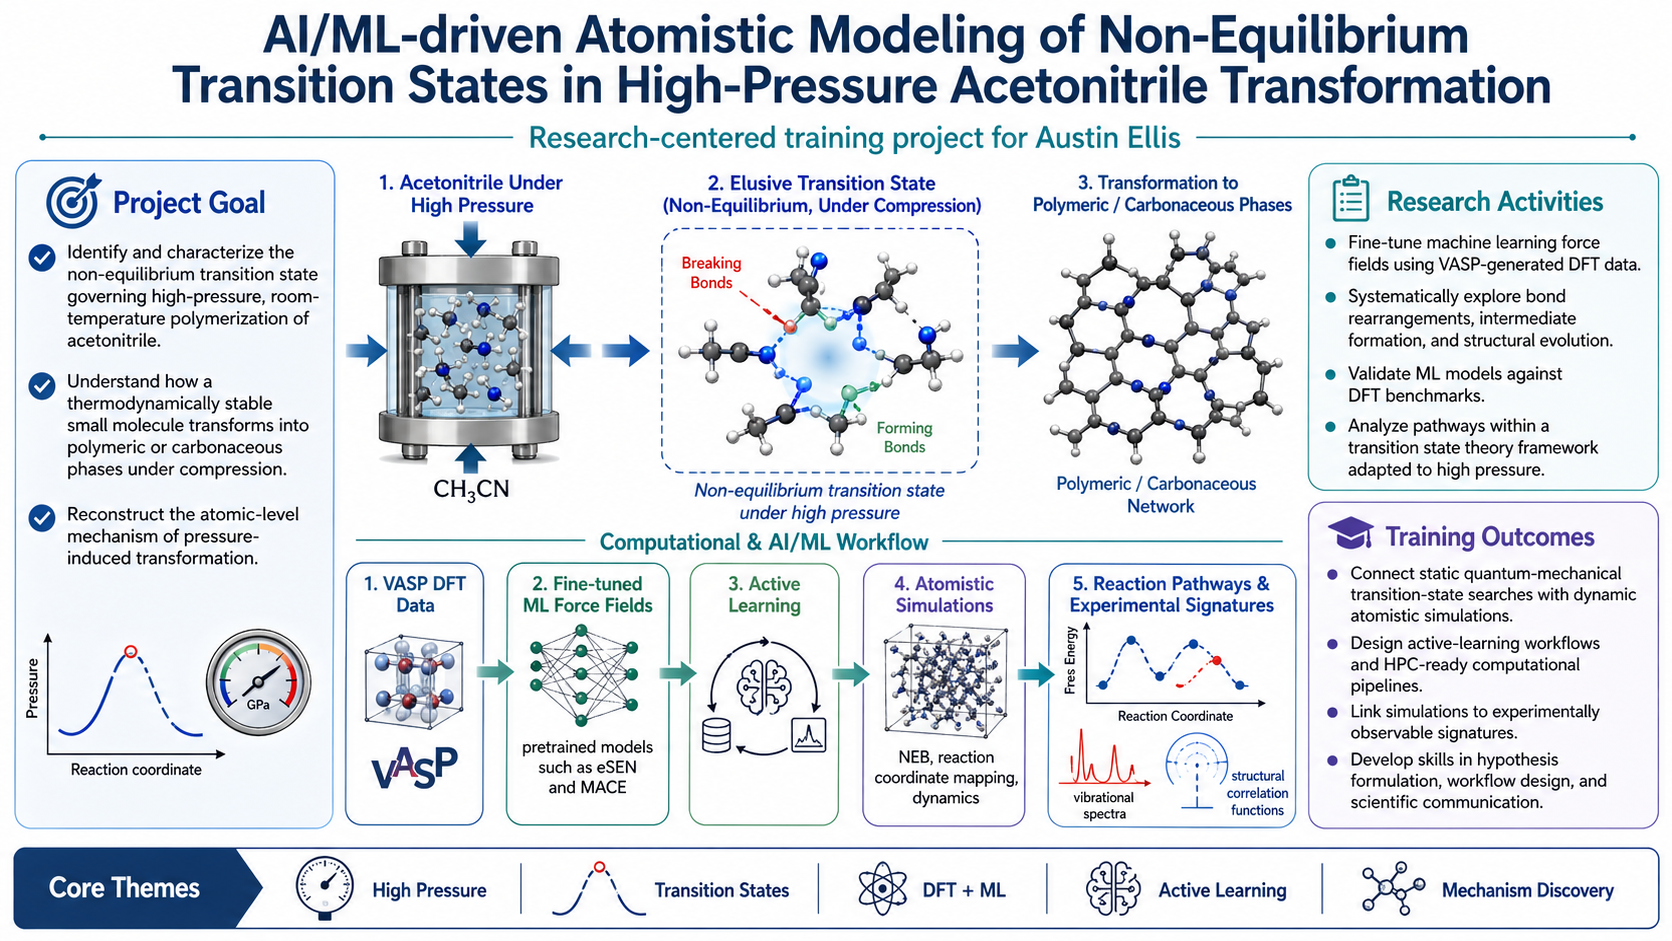 AI/ML-driven Atomistic Modeling of Non-Equilibrium
Transition States in High-Pressure Acetonitrile Transformation
Research-centered training project for Austin Ellis
Project Goal
Identify and characterize the
non-equilibrium transition state
governing high-pressure, room-
temperature polymerization of
acetonitrile.
Understand how a
thermodynamically stable
small molecule transforms into
polymeric or carbonaceous
phases under compression.
Reconstruct the atomic-level
mechanism of pressure-
induced transformation.
Pressure
Reaction coordinate
GPa
1. Acetonitrile Under
High Pressure
CH₃CN
2. Elusive Transition State
(Non-Equilibrium, Under Compression)
Breaking
Bonds
Forming
Bonds
Non-equilibrium transition state
under high pressure
3. Transformation to
Polymeric / Carbonaceous Phases
Polymeric / Carbonaceous
Network
Computational & AI/ML Workflow
1. VASP DFT
Data
VASP
2. Fine-tuned
ML Force Fields
pretrained models
such as eSEN
and MACE
3. Active
Learning
4. Atomistic
Simulations
NEB, reaction
coordinate mapping,
dynamics
5. Reaction Pathways &
Experimental Signatures
Fres Energy
Reaction Coordinate
vibrational
spectra
structural
correlation
functions
Research Activities
Fine-tune machine learning force
fields using VASP-generated DFT data.
Systematically explore bond
rearrangements, intermediate
formation, and structural evolution.
Validate ML models against
DFT benchmarks.
Analyze pathways within a
transition state theory framework
adapted to high pressure.
Training Outcomes
Connect static quantum-mechanical
transition-state searches with dynamic
atomistic simulations.
Design active-learning workflows
and HPC-ready computational
pipelines.
Link simulations to experimentally
observable signatures.
Develop skills in hypothesis
formulation, workflow design, and
scientific communication.
Core Themes
High Pressure
Transition States
DFT + ML
Active Learning
Mechanism Discovery